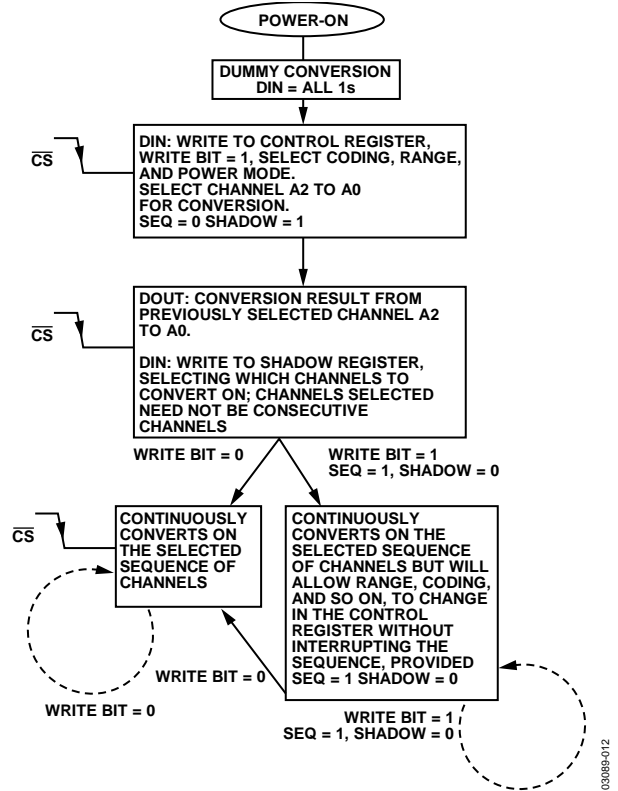 POWER-ON
DUMMY CONVERSION
DIN = ALL 1s
CS
DIN: WRITE TO CONTROL REGISTER,
WRITE BIT = 1, SELECT CODING, RANGE,
AND POWER MODE.
SELECT CHANNEL A2 TO A0
FOR CONVERSION.
SEQ = 0 SHADOW = 1
CS
DOUT: CONVERSION RESULT FROM
PREVIOUSLY SELECTED CHANNEL A2
TO A0.
DIN: WRITE TO SHADOW REGISTER,
SELECTING WHICH CHANNELS TO
CONVERT ON; CHANNELS SELECTED
NEED NOT BE CONSECUTIVE
CHANNELS
WRITE BIT = 0
WRITE BIT = 1
SEQ = 1, SHADOW = 0
CS
CONTINUOUSLY
CONVERTS ON
THE SELECTED
SEQUENCE OF
CHANNELS
CONTINUOUSLY
CONVERTS ON THE
SELECTED SEQUENCE
OF CHANNELS BUT WILL
ALLOW RANGE, CODING,
AND SO ON, TO CHANGE
IN THE CONTROL
REGISTER WITHOUT
INTERRUPTING THE
SEQUENCE, PROVIDED
SEQ = 1 SHADOW = 0
WRITE BIT = 0
WRITE BIT = 0
WRITE BIT = 1
SEQ = 1, SHADOW = 0
03089-012